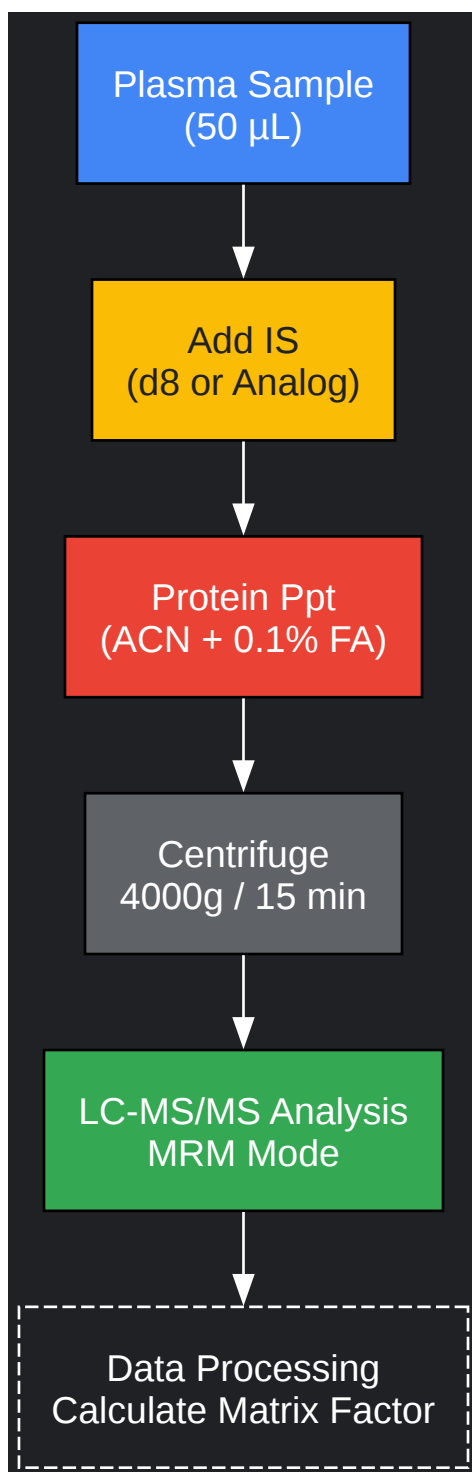 Plasma Sample
(50 µL)
Add IS
(d8 or Analog)
Protein Ppt
(ACN + 0.1% FA)
Centrifuge
4000g / 15 min
LC-MS/MS Analysis
MRM Mode
Data Processing
Calculate Matrix Factor